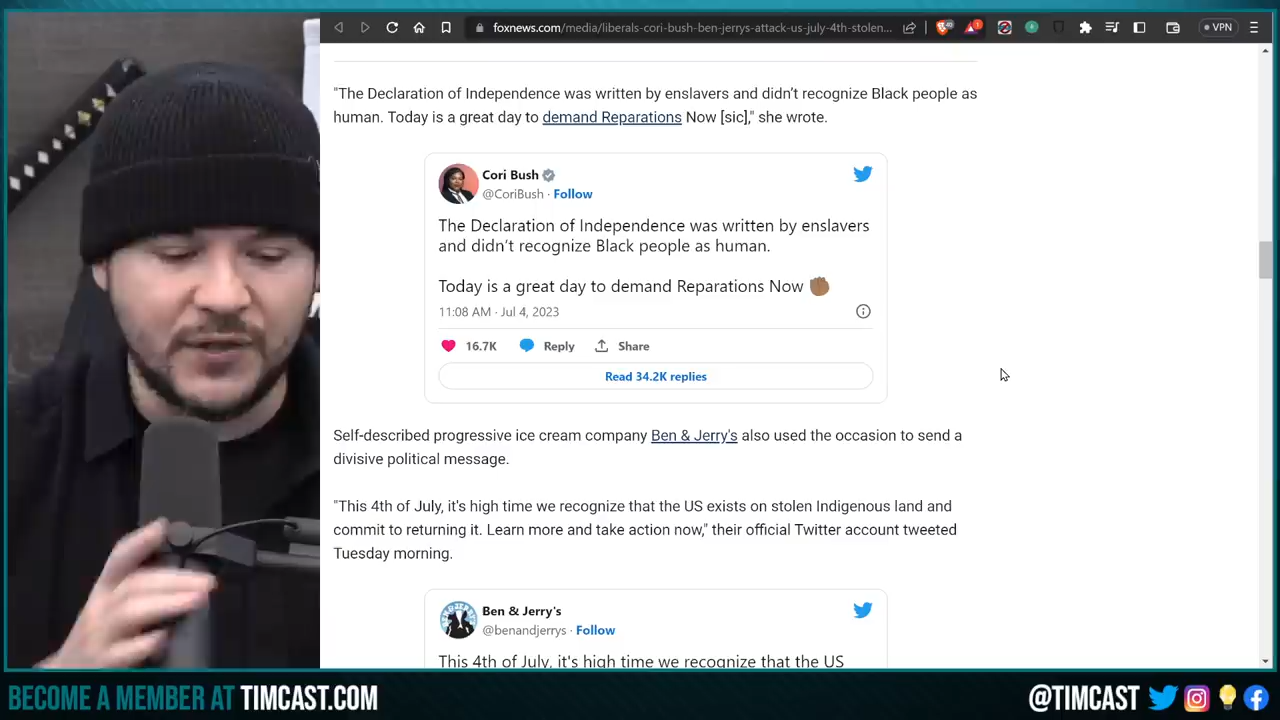 foxnews.com/media/liberals-cori-bush-ben-jerrys-attack-us-july-4th-stolen...
VPN
"The Declaration of Independence was written by enslavers and didn’t recognize Black people as
human. Today is a great day to demand Reparations Now [sic]," she wrote.
Cori Bush
@CoriBush · Follow
The Declaration of Independence was written by enslavers
and didn’t recognize Black people as human.
Today is a great day to demand Reparations Now ✊🏾
11:08 AM · Jul 4, 2023
16.7K Reply Share
Read 34.2K replies
Self-described progressive ice cream company Ben & Jerry's also used the occasion to send a
divisive political message.
"This 4th of July, it's high time we recognize that the US exists on stolen Indigenous land and
commit to returning it. Learn more and take action now," their official Twitter account tweeted
Tuesday morning.
Ben & Jerry's
@benandjerrys · Follow
This 4th of July, it's high time we recognize that the US
BECOME A MEMBER AT TIMCAST.COM
@TIMCAST